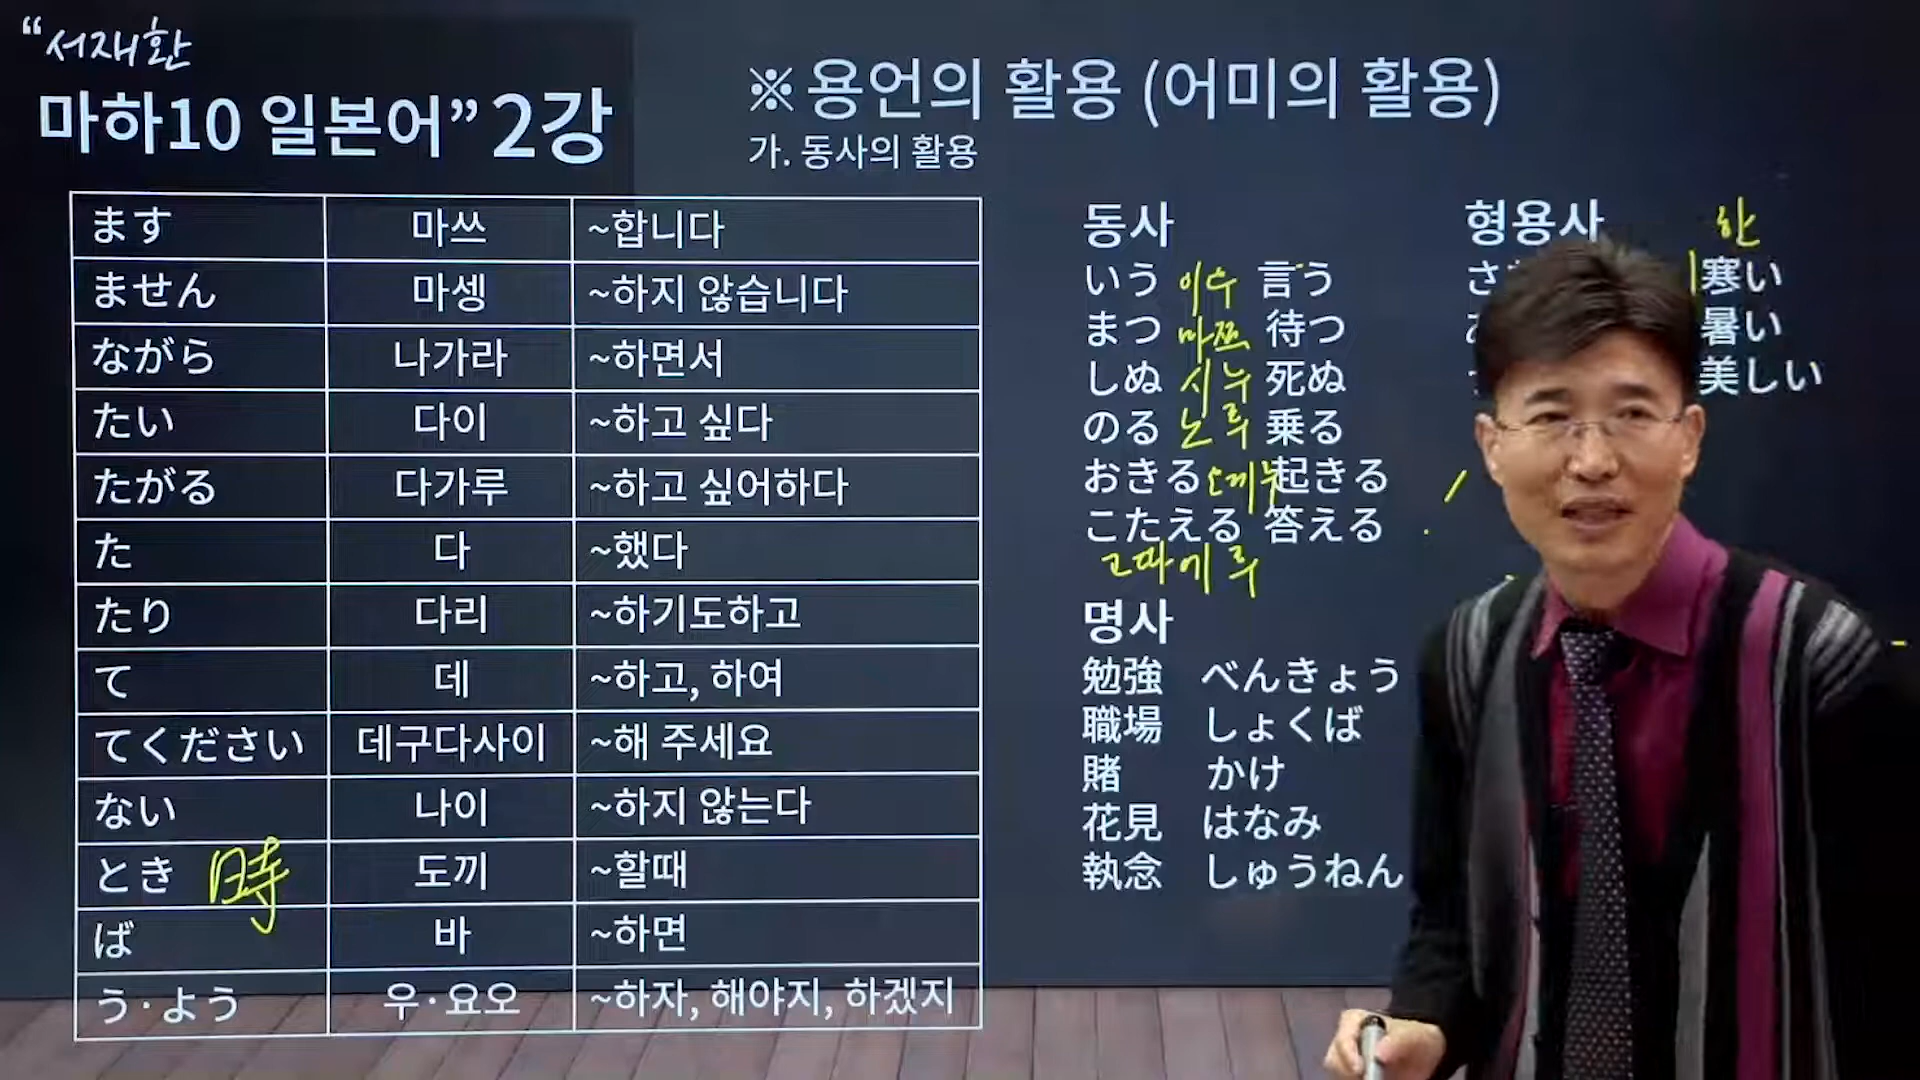 “서재환
마하10 일본어” 2강
※용언의 활용 (어미의 활용)
가. 동사의 활용
ます 마쓰 ~합니다
ません 마셍 ~하지 않습니다
ながら 나가라 ~하면서
たい 다이 ~하고 싶다
たがる 다가루 ~하고 싶어하다
た 다 ~했다
たり 다리 ~하기도하고
て 데 ~하고, 하여
てください 데구다사이 ~해 주세요
ない 나이 ~하지 않는다
とき 時 도끼 ~할때
ば 바 ~하면
う·よう 우·요오 ~하자, 해야지, 하겠지
동사
いう 이우 言う
まつ 마쯔 待つ
しぬ 시누 死ぬ
のる 노루 乗る
おきる 오끼루 起きる
こたえる 答える
고따에루
명사
勉強 べんきょう
職場 しょくば
賭 かけ
花見 はなみ
執念 しゅうねん
형용사 한
さ 寒い
暑い
美しい